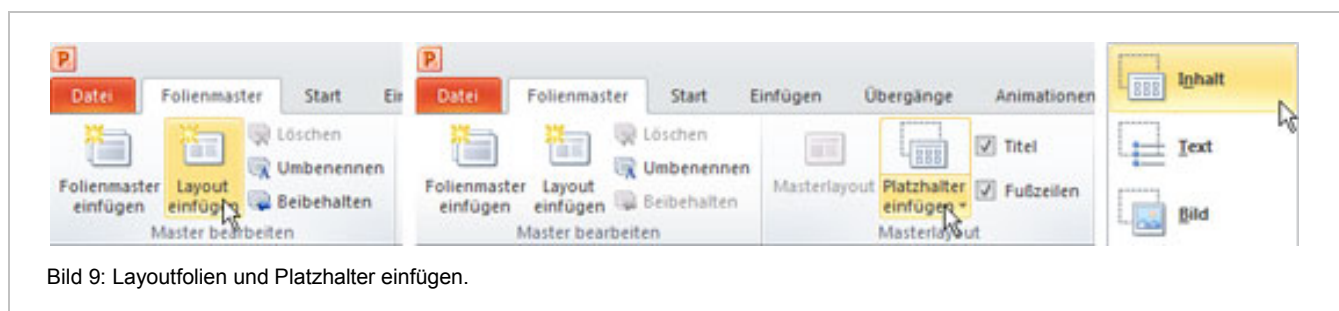 P
Datei Folienmaster Start Ein
Folienmaster einfügen
Layout einfügen
Löschen
Umbenennen
Beibehalten
Master bearbeiten
P
Datei Folienmaster Start Einfügen Übergänge Animationen
Folienmaster einfügen
Layout einfügen
Löschen
Umbenennen
Beibehalten
Master bearbeiten
Masterlayout
Platzhalter einfügen
Titel
Fußzeilen
Masterlayout
Inhalt
Text
Bild
Bild 9: Layoutfolien und Platzhalter einfügen.